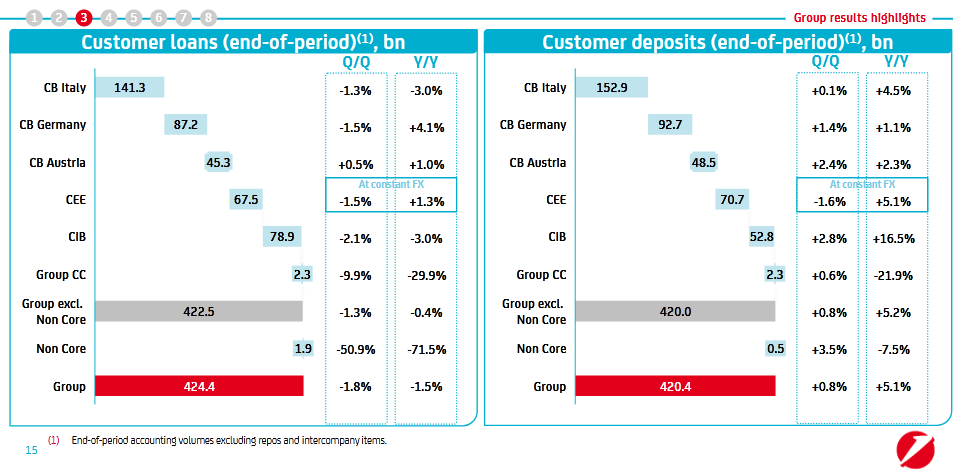 1 2 3 4 5 6 7 8
Group results highlights
Customer loans (end-of-period)(1), bn
Q/Q Y/Y
CB Italy 141.3 -1.3% -3.0%
CB Germany 87.2 -1.5% +4.1%
CB Austria 45.3 +0.5% +1.0%
At constant FX
CEE 67.5 -1.5% +1.3%
CIB 78.9 -2.1% -3.0%
Group CC 2.3 -9.9% -29.9%
Group excl.
Non Core 422.5 -1.3% -0.4%
Non Core 1.9 -50.9% -71.5%
Group 424.4 -1.8% -1.5%
Customer deposits (end-of-period)(1), bn
Q/Q Y/Y
CB Italy 152.9 +0.1% +4.5%
CB Germany 92.7 +1.4% +1.1%
CB Austria 48.5 +2.4% +2.3%
At constant FX
CEE 70.7 -1.6% +5.1%
CIB 52.8 +2.8% +16.5%
Group CC 2.3 +0.6% -21.9%
Group excl.
Non Core 420.0 +0.8% +5.2%
Non Core 0.5 +3.5% -7.5%
Group 420.4 +0.8% +5.1%
(1) End-of-period accounting volumes excluding repos and intercompany items.
15